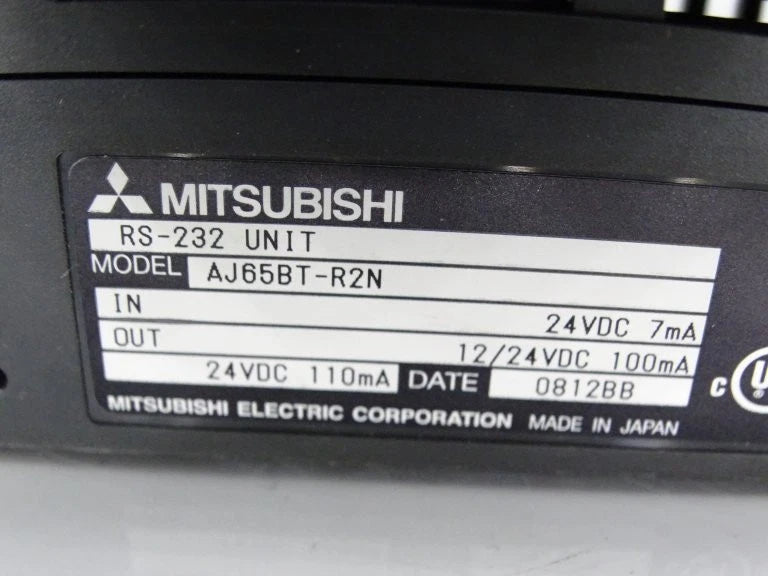 MITSUBISHI
RS-232 UNIT
MODEL AJ65BT-R2N
IN 24VDC 7mA
OUT 12/24VDC 100mA
24VDC 110mA DATE 0812BB
MITSUBISHI ELECTRIC CORPORATION MADE IN JAPAN
C U ®